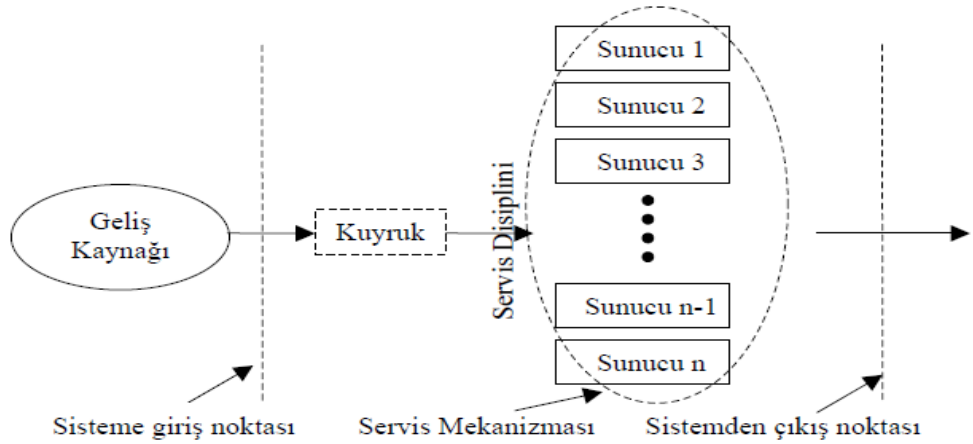 Sunucu 1
Sunucu 2
Sunucu 3
Geliş
Kaynağı
Kuyruk
Servis Disiplini
Sunucu n-1
Sunucu n
Sisteme giriş noktası
Servis Mekanizması
Sistemden çıkış noktası